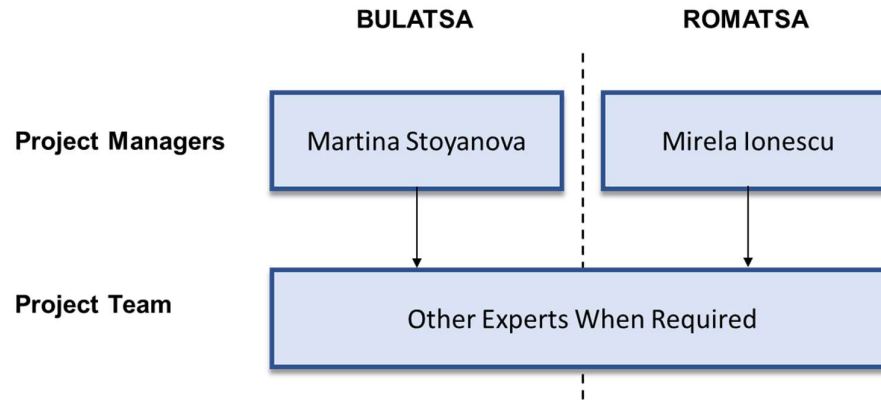 BULATSA ROMATSA
Project Managers Martina Stoyanova Mirela Ionescu
Project Team Other Experts When Required